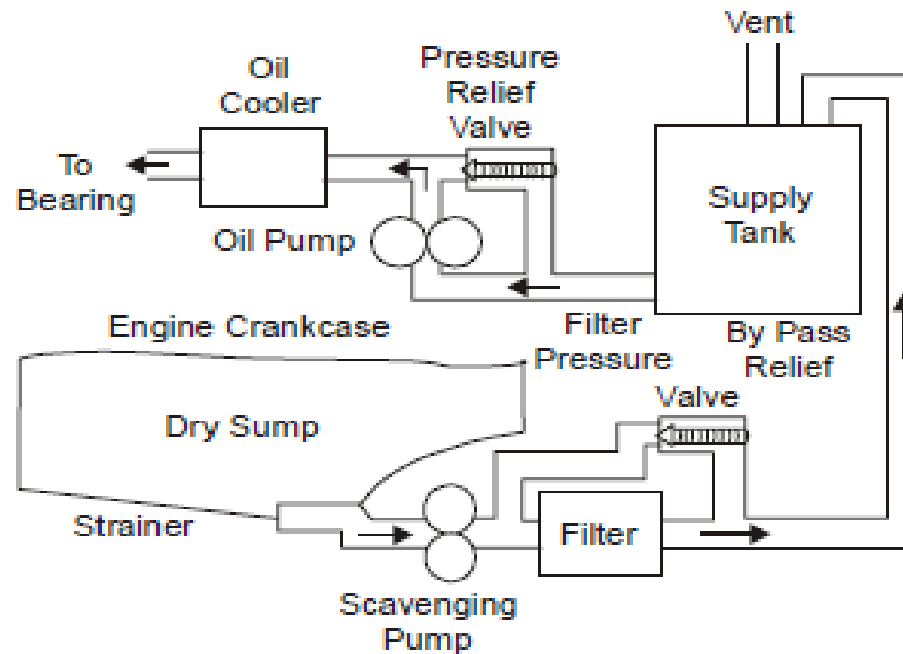 Vent
Oil
Cooler
Pressure
Relief
Valve
To
Bearing
Supply
Tank
Oil Pump
Engine Crankcase
Filter
Pressure
By Pass
Relief
Valve
Dry Sump
Strainer
Filter
Scavenging
Pump